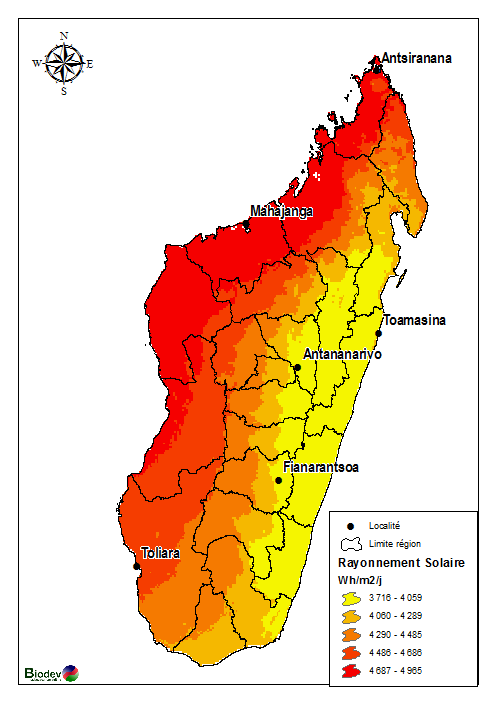 N
W E
S
Antsiranana
Mahajanga
Toamasina
Antananarivo
Fianarantsoa
Toliara
Localité
Limite région
Rayonnement Solaire
Wh/m2/j
3 716 - 4 059
4 060 - 4 289
4 290 - 4 485
4 486 - 4 686
4 687 - 4 965
Biodev